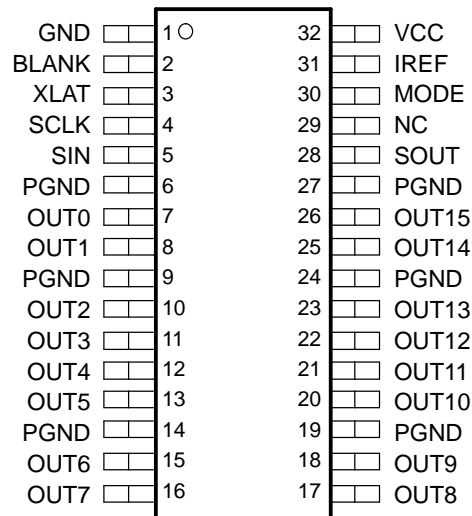 GND 1 32 VCC
BLANK 2 31 IREF
XLAT 3 30 MODE
SCLK 4 29 NC
SIN 5 28 SOUT
PGND 6 27 PGND
OUT0 7 26 OUT15
OUT1 8 25 OUT14
PGND 9 24 PGND
OUT2 10 23 OUT13
OUT3 11 22 OUT12
OUT4 12 21 OUT11
OUT5 13 20 OUT10
PGND 14 19 PGND
OUT6 15 18 OUT9
OUT7 16 17 OUT8